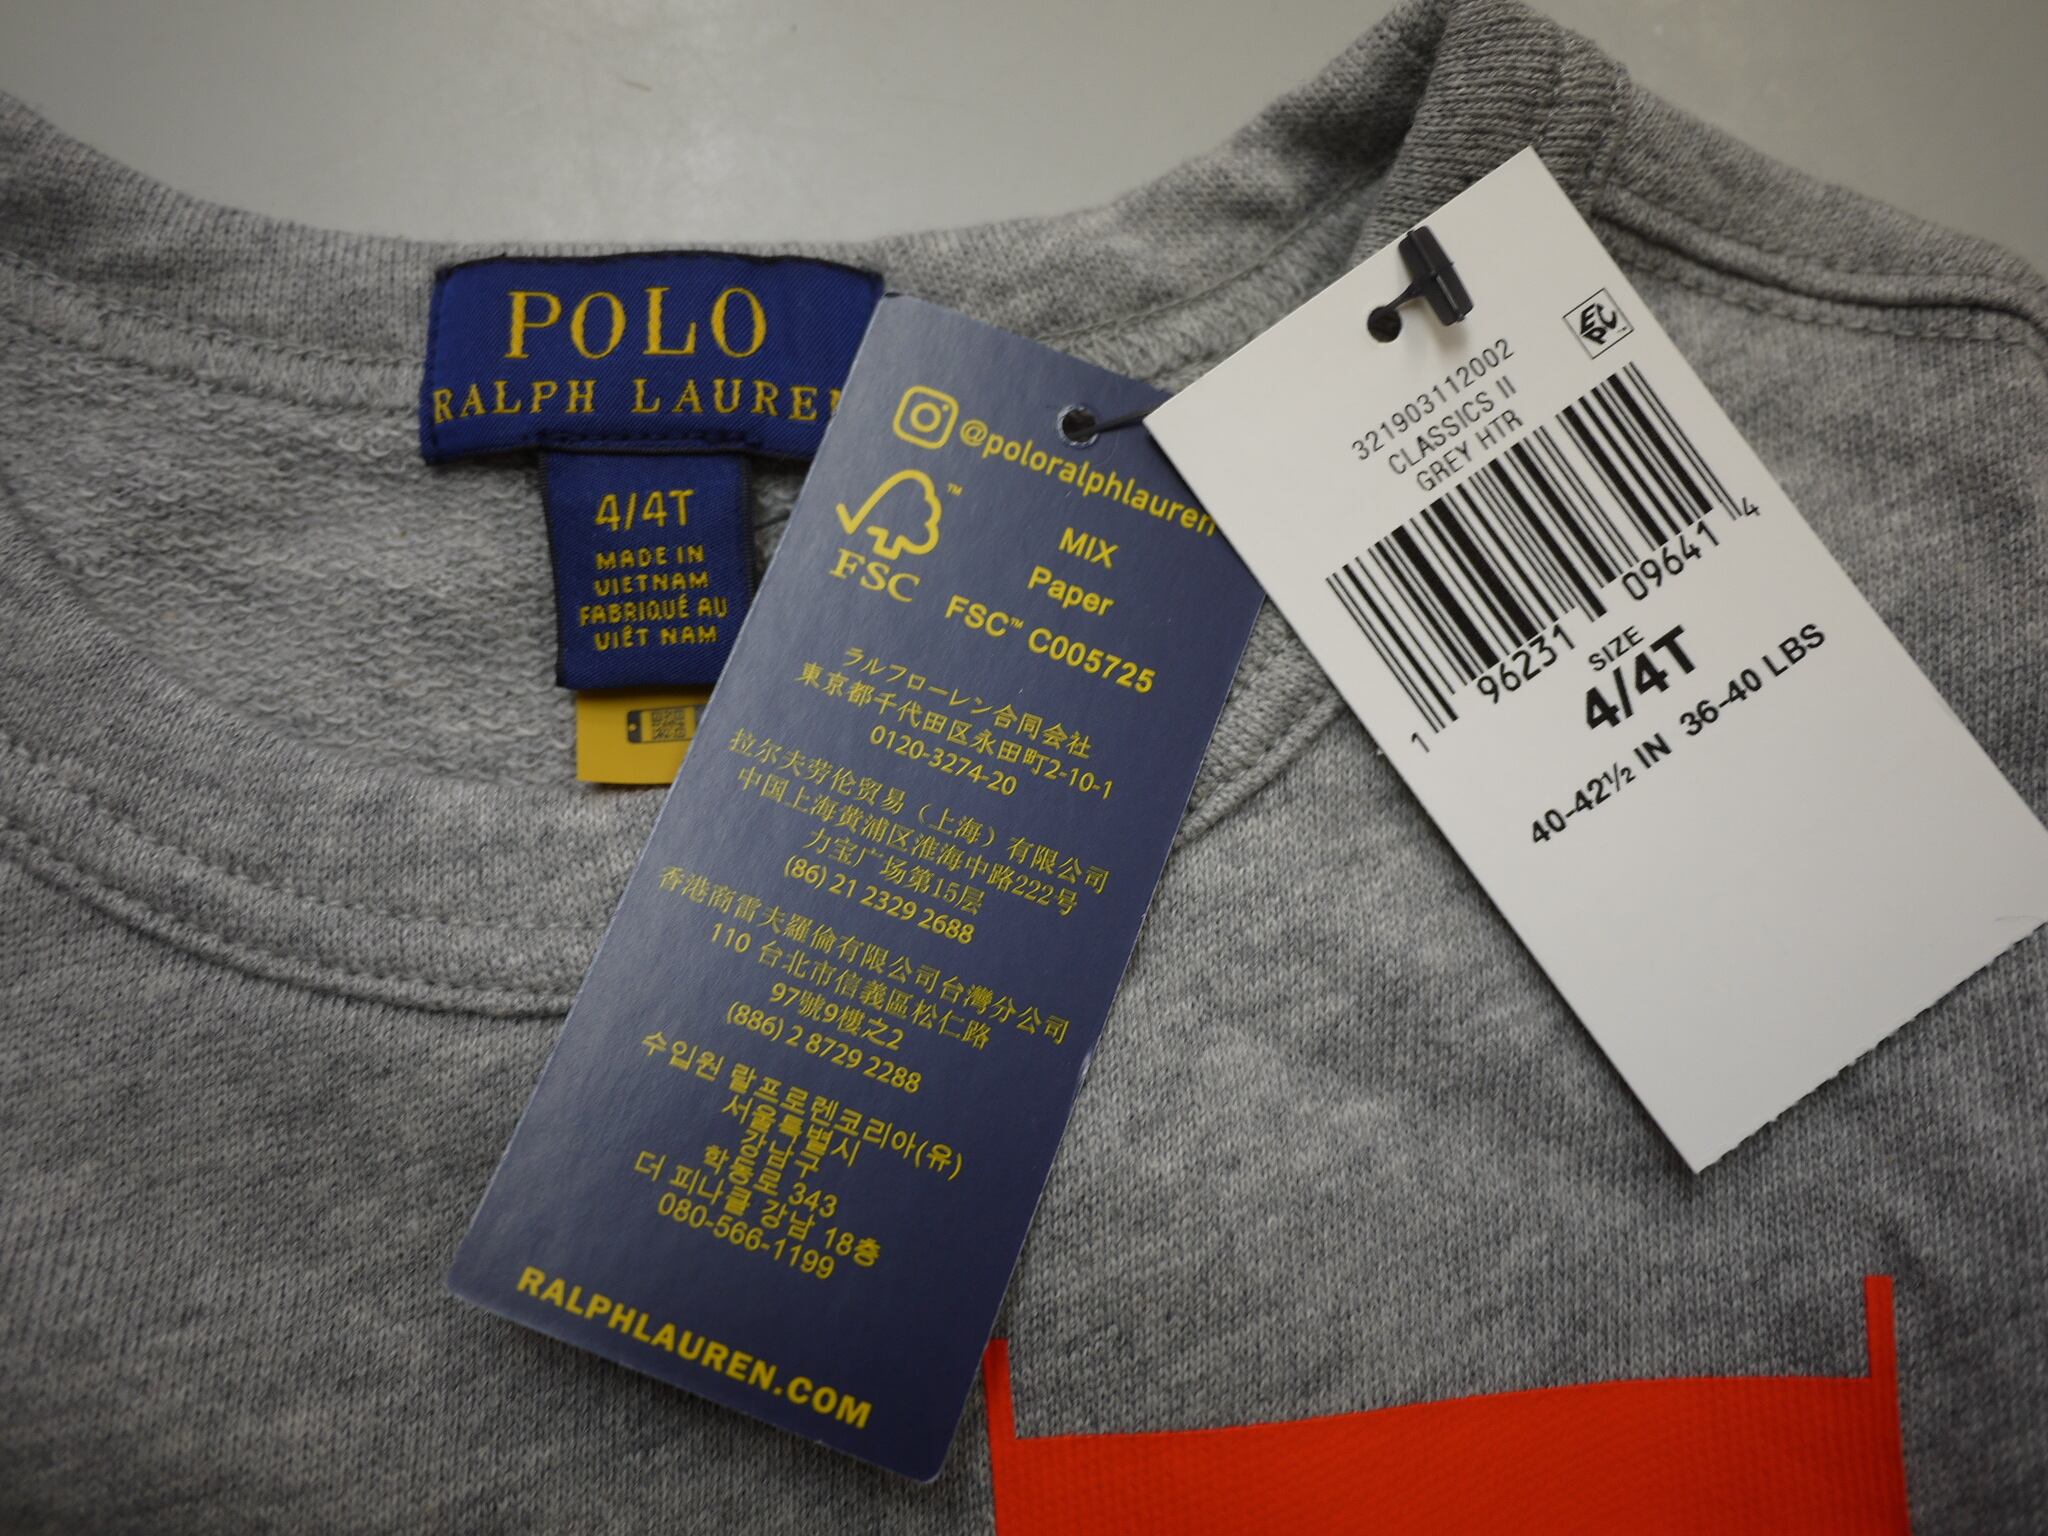 POLO
RALPH LAUREN
4/4T
MADE IN
VIETNAM
FABRIQUÉ AU
VIÊT NAM
@poloralphlauren
FSC
MIX
Paper
FSC™ C005725
ラルフローレン合同会社
東京都千代田区永田町2-10-1
0120-3274-20
拉尔夫劳伦贸易（上海）有限公司
中国上海黄浦区淮海中路222号
力宝广场第15层
(86) 21 2329 2688
香港商雷夫羅倫有限公司台灣分公司
110 台北市信義區松仁路
97號9樓之2
(886) 2 8729 2288
수입원 랄프로렌코리아(유)
서울특별시
강남구
학동로 343
더 피나클 강남 18층
080-566-1199
RALPHLAUREN.COM
EPC
321903112002
CLASSICS II
GREY HTR
1 96231 09641 4
SIZE
4/4T
40-42½ IN 36-40 LBS